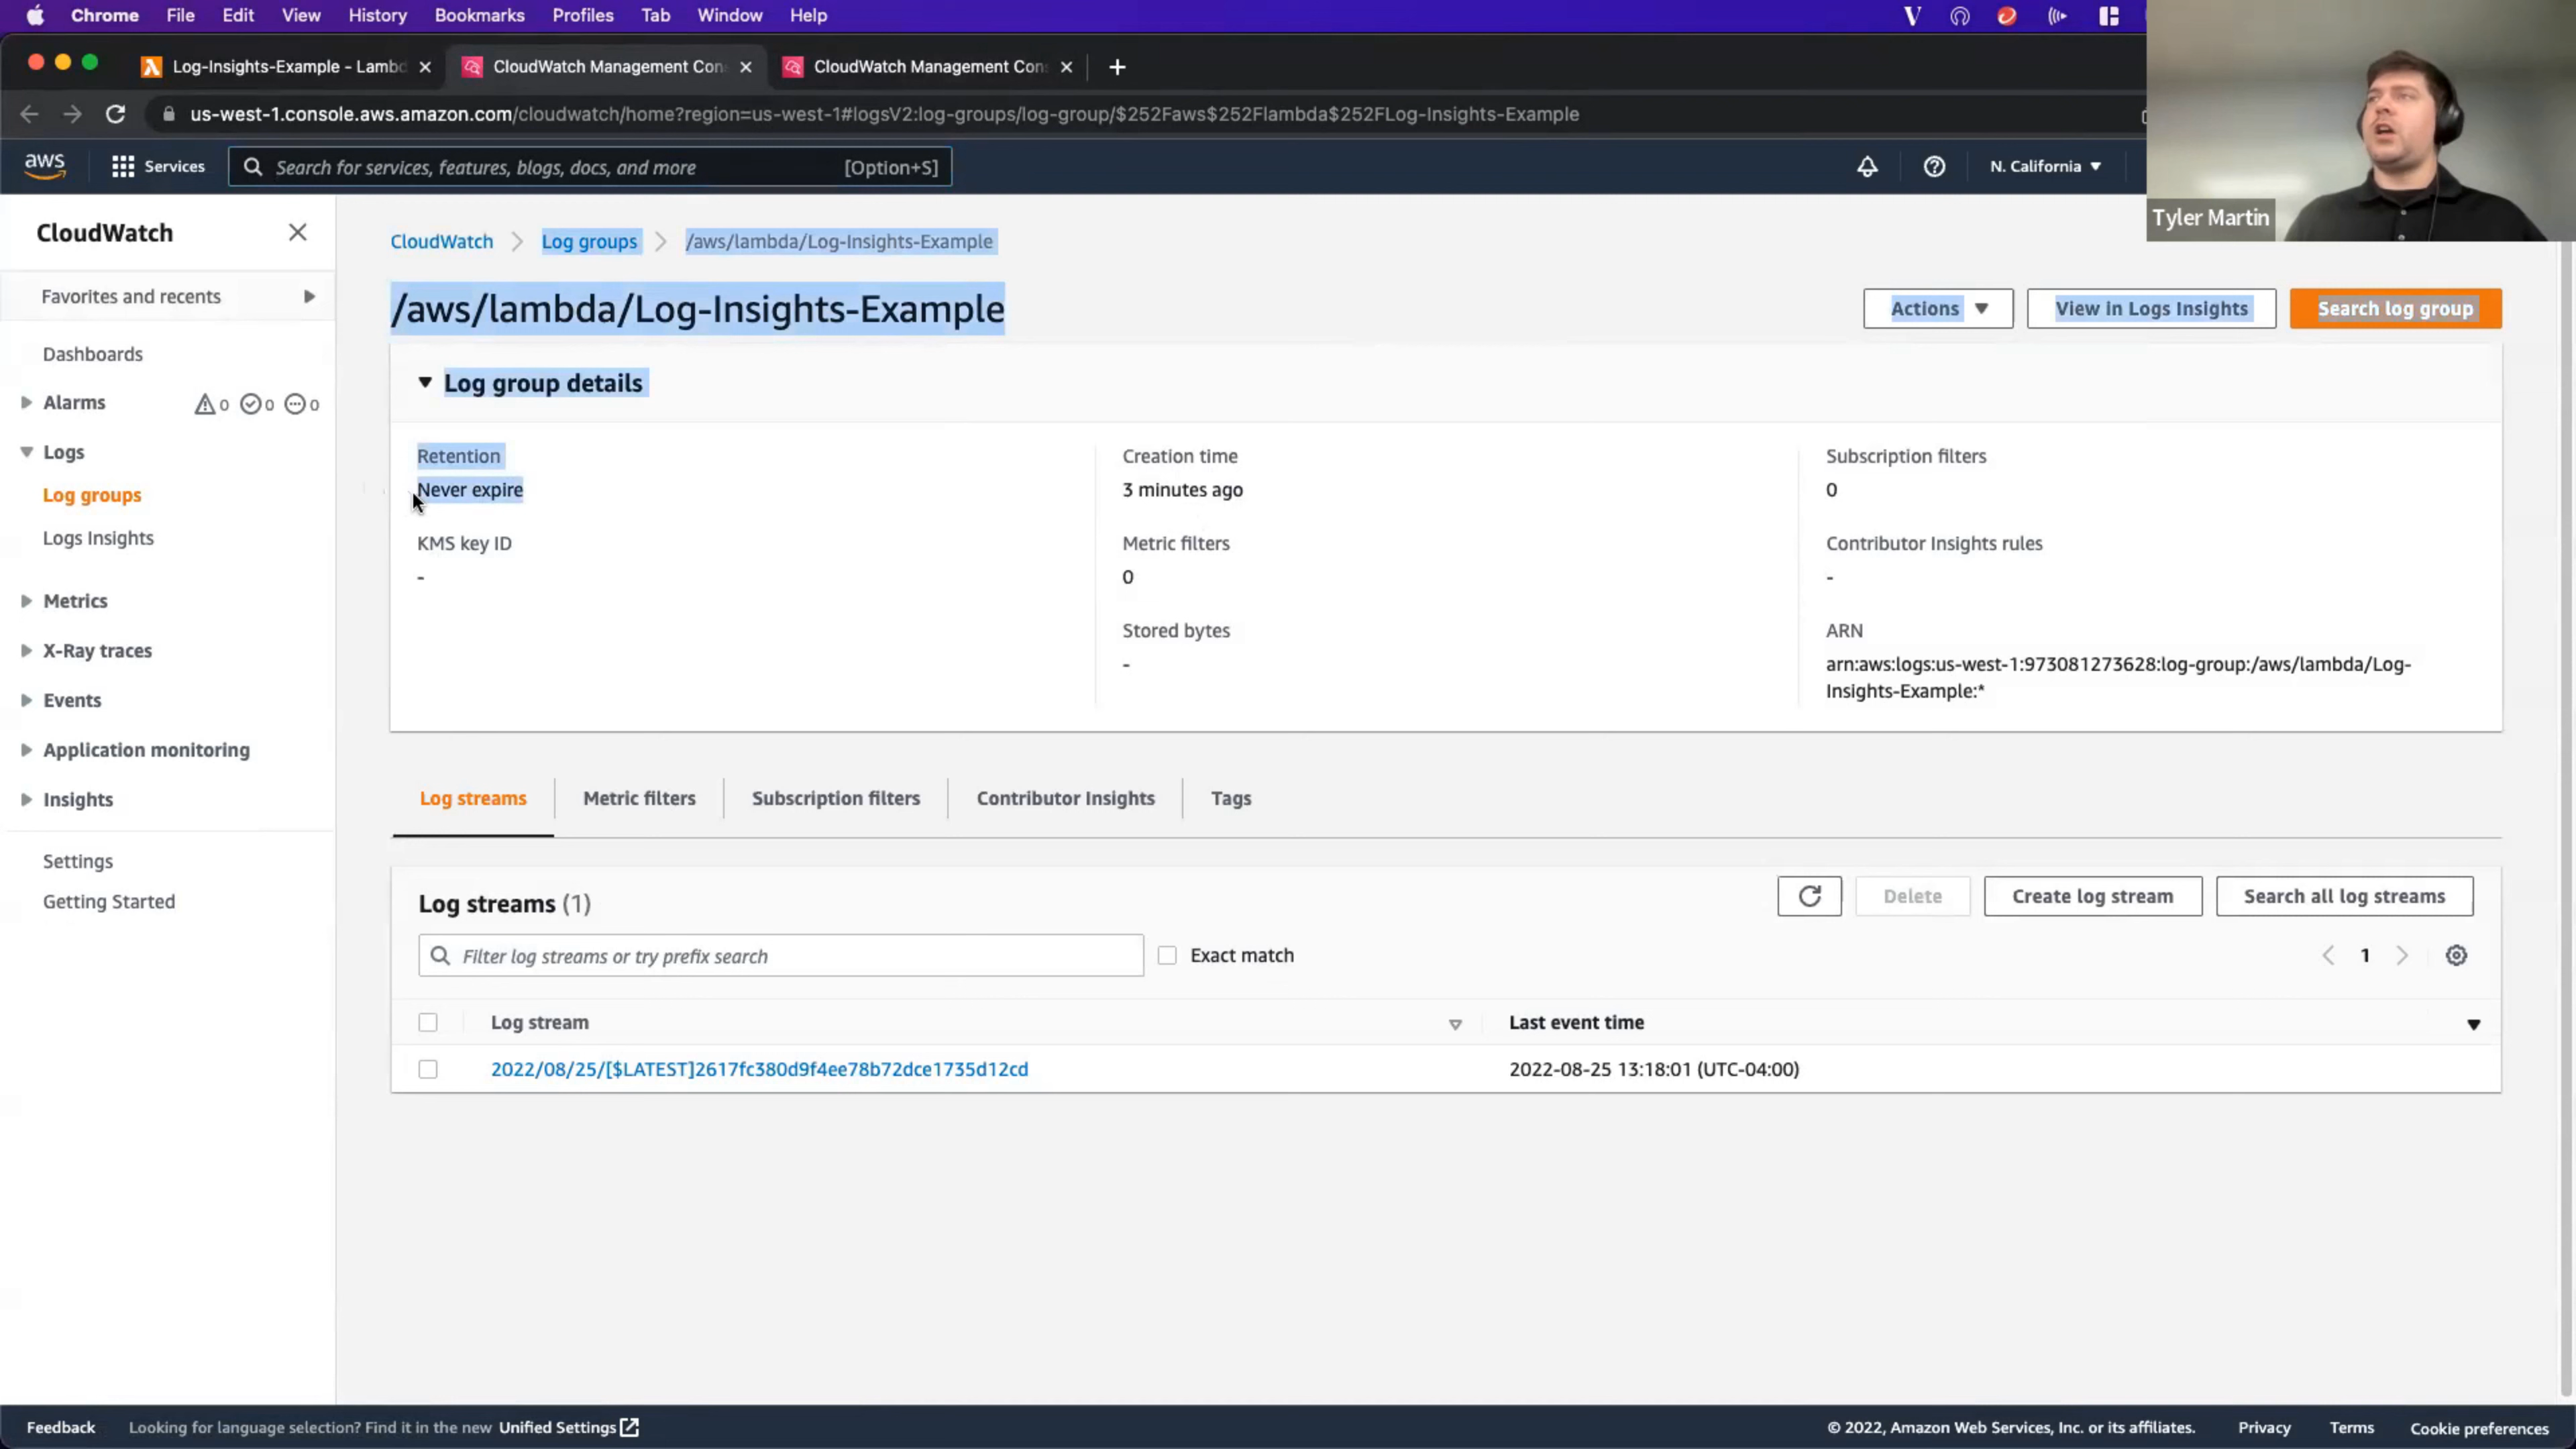 Chrome File Edit View History Bookmarks Profiles Tab Window Help
Log-Insights-Example - Lambd
CloudWatch Management Con
CloudWatch Management Con
us-west-1.console.aws.amazon.com/cloudwatch/home?region=us-west-1#logsV2:log-groups/log-group/$252Faws$252Flambda$252FLog-Insights-Example
aws
Services
Search for services, features, blogs, docs, and more [Option+S]
N. California
Tyler Martin
CloudWatch
Favorites and recents
Dashboards
Alarms 0 0 0
Logs
Log groups
Logs Insights
Metrics
X-Ray traces
Events
Application monitoring
Insights
Settings
Getting Started
CloudWatch > Log groups > /aws/lambda/Log-Insights-Example
/aws/lambda/Log-Insights-Example
Actions
View in Logs Insights
Search log group
Log group details
Retention
Never expire
KMS key ID
-
Creation time
3 minutes ago
Metric filters
0
Stored bytes
-
Subscription filters
0
Contributor Insights rules
-
ARN
arn:aws:logs:us-west-1:973081273628:log-group:/aws/lambda/Log-
Insights-Example:*
Log streams
Metric filters
Subscription filters
Contributor Insights
Tags
Log streams (1)
Delete
Create log stream
Search all log streams
Filter log streams or try prefix search
Exact match
1
Log stream
Last event time
2022/08/25/[$LATEST]2617fc380d9f4ee78b72dce1735d12cd
2022-08-25 13:18:01 (UTC-04:00)
Feedback
Looking for language selection? Find it in the new Unified Settings
© 2022, Amazon Web Services, Inc. or its affiliates.
Privacy
Terms
Cookie preferences